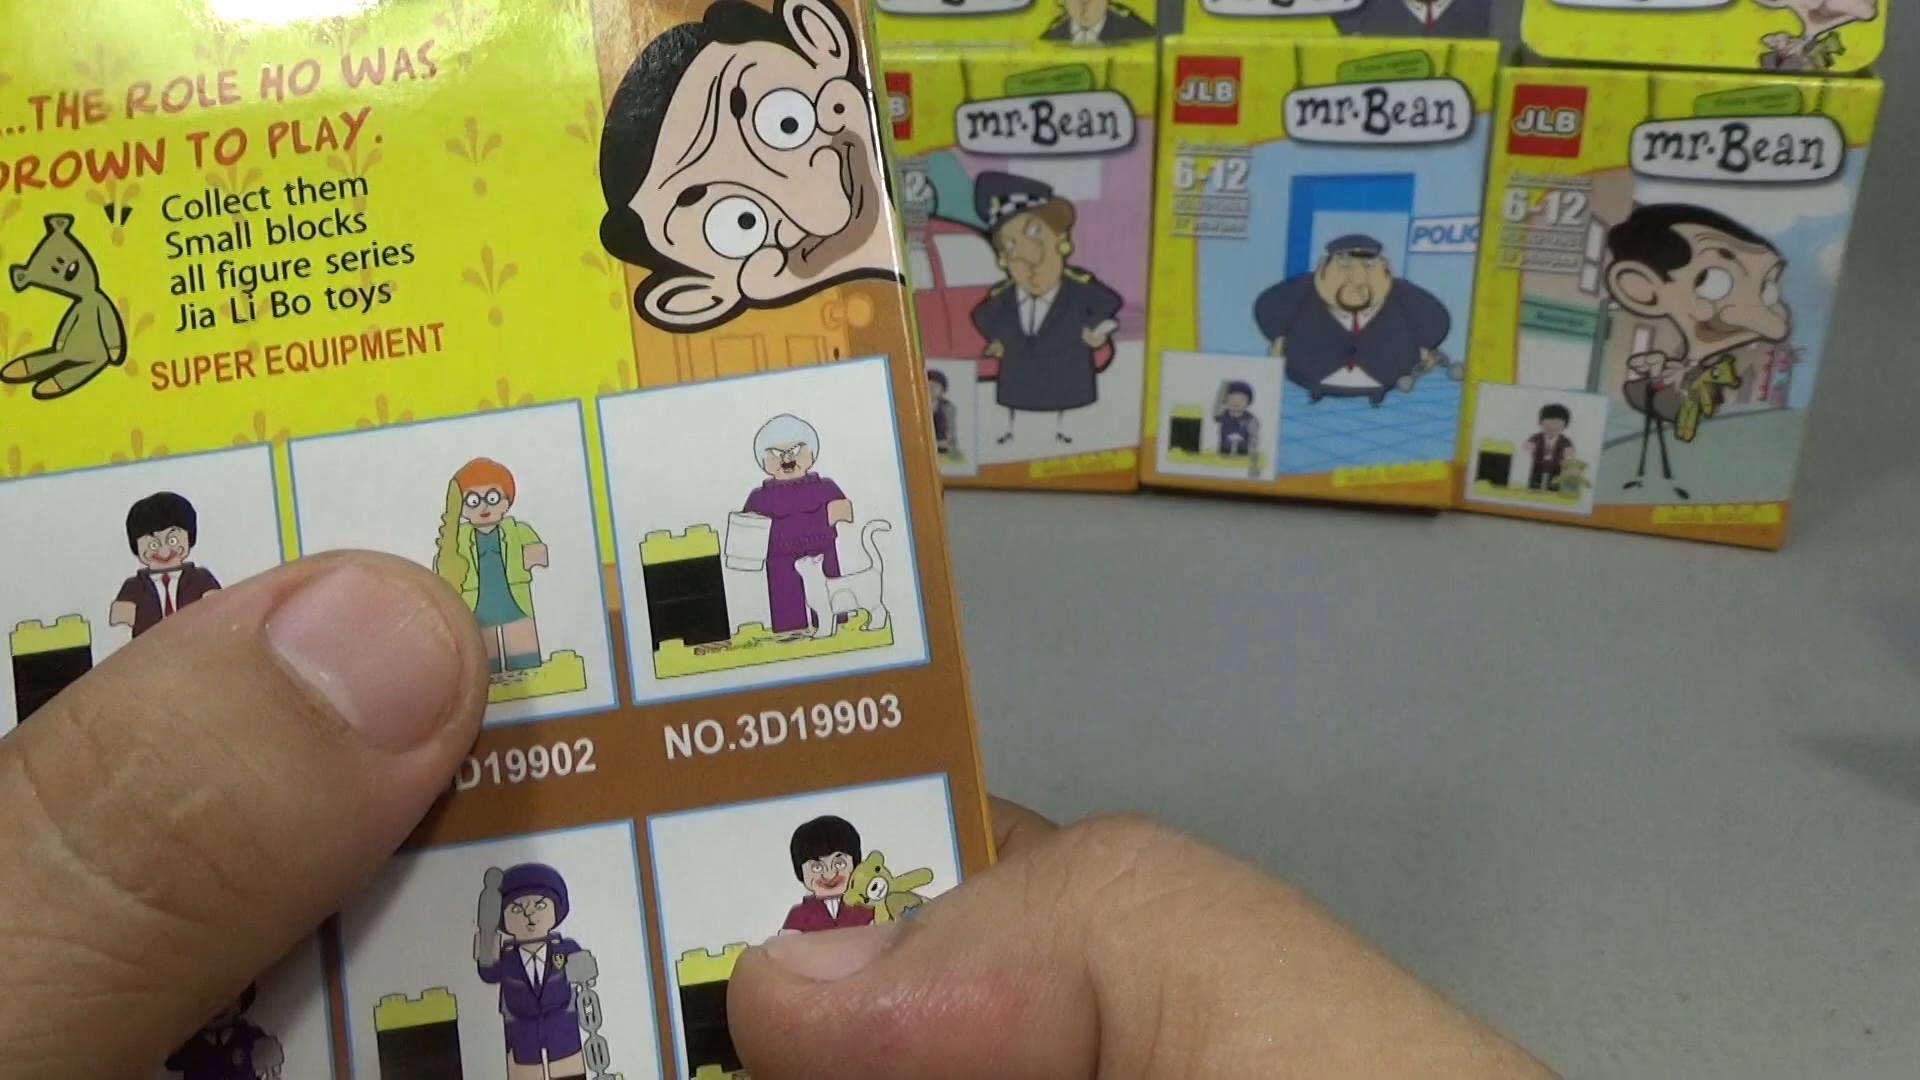 ...THE ROLE HO WAS
DROWN TO PLAY.
Collect them
Small blocks
all figure series
Jia Li Bo toys
SUPER EQUIPMENT
D19902
NO.3D19903
mr.Bean
JLB
mr.Bean
6-12
POLIC
JLB
mr.Bean
6-12